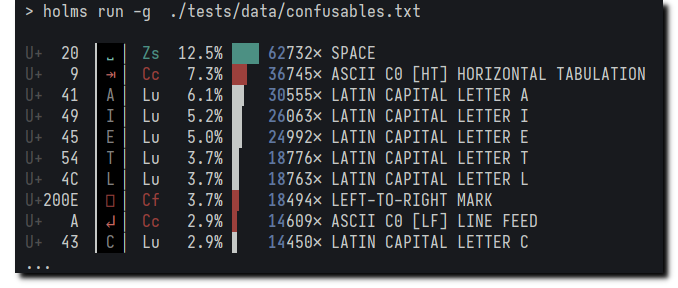 > holms run -g  ./tests/data/confusables.txt
U+  20 ␣ Zs 12.5% 62732× SPACE
U+   9 ⇥ Cc  7.3% 36745× ASCII C0 [HT] HORIZONTAL TABULATION
U+  41 A Lu  6.1% 30555× LATIN CAPITAL LETTER A
U+  49 I Lu  5.2% 26063× LATIN CAPITAL LETTER I
U+  45 E Lu  5.0% 24992× LATIN CAPITAL LETTER E
U+  54 T Lu  3.7% 18776× LATIN CAPITAL LETTER T
U+  4C L Lu  3.7% 18763× LATIN CAPITAL LETTER L
U+200E □ Cf  3.7% 18494× LEFT-TO-RIGHT MARK
U+   A ↵ Cc  2.9% 14609× ASCII C0 [LF] LINE FEED
U+  43 C Lu  2.9% 14450× LATIN CAPITAL LETTER C
...